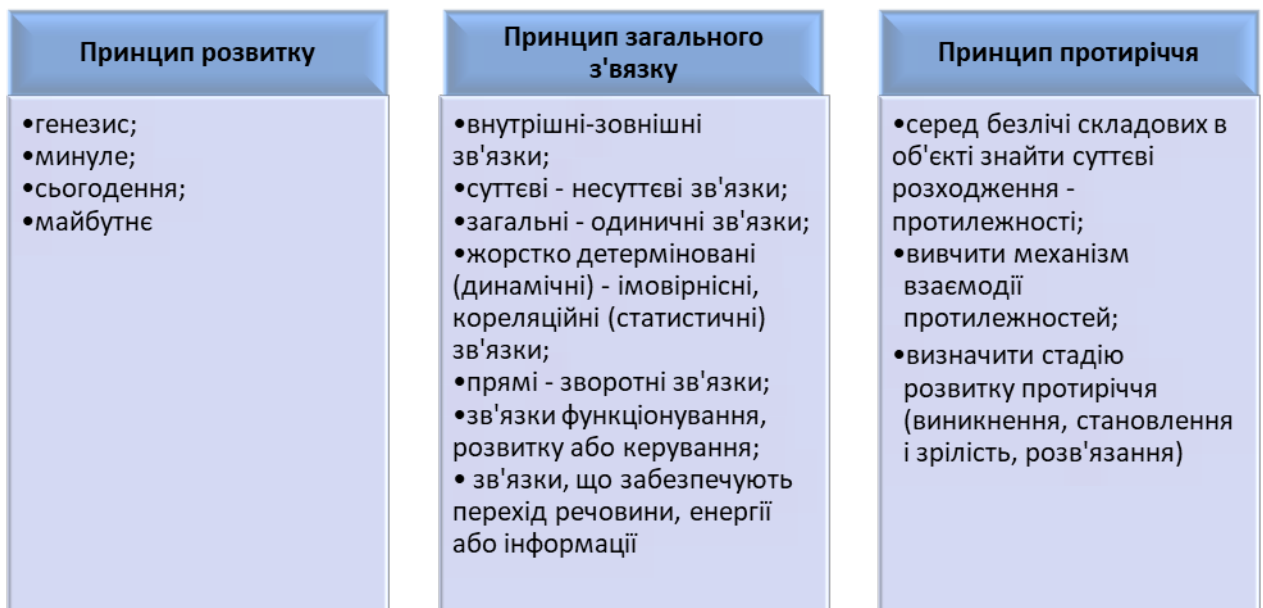 Принцип розвитку
•генезис;
•минуле;
•сьогодення;
•майбутнє
Принцип загального
з'вязку
•внутрішні-зовнішні
зв'язки;
•суттєві - несуттєві зв'язки;
•загальні - одиничні зв'язки;
•жорстко детерміновані
(динамічні) - імовірнісні,
кореляційні (статистичні)
зв'язки;
•прямі - зворотні зв'язки;
•зв'язки функціонування,
розвитку або керування;
• зв'язки, що забезпечують
перехід речовини, енергії
або інформації
Принцип протиріччя
•серед безлічі складових в
об'єкті знайти суттєві
розходження -
протилежності;
•вивчити механізм
взаємодії
протилежностей;
•визначити стадію
розвитку протиріччя
(виникнення, становлення
і зрілість, розв'язання)